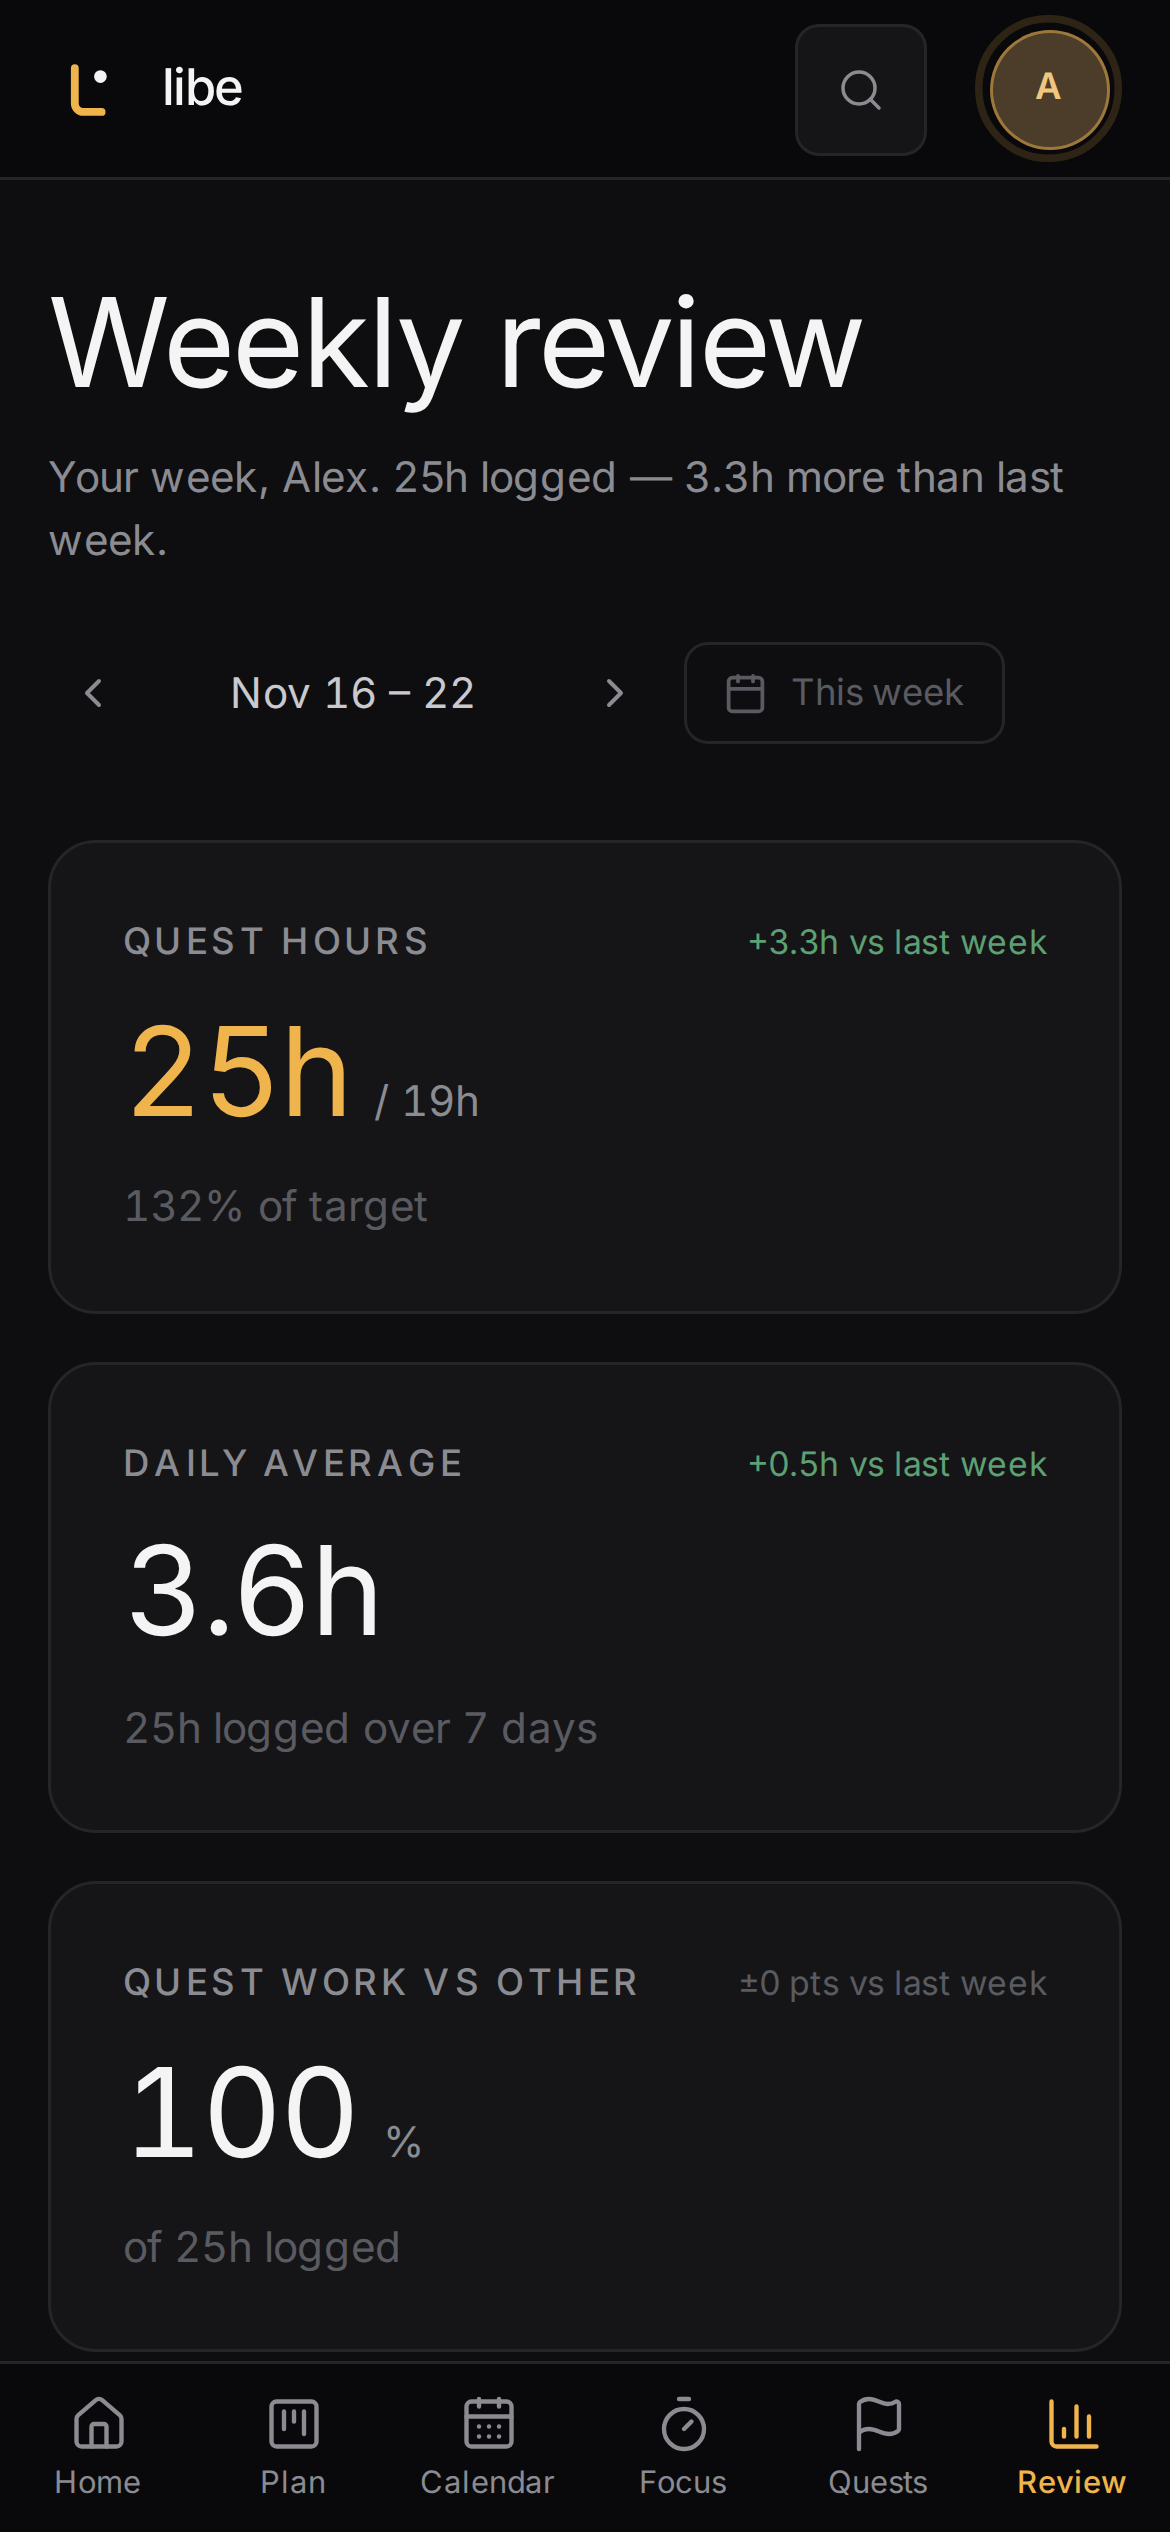 libe
A
Weekly review
Your week, Alex. 25h logged — 3.3h more than last
week.
Nov 16 – 22
This week
QUEST HOURS
+3.3h vs last week
25h / 19h
132% of target
DAILY AVERAGE
+0.5h vs last week
3.6h
25h logged over 7 days
QUEST WORK VS OTHER
±0 pts vs last week
100 %
of 25h logged
Home
Plan
Calendar
Focus
Quests
Review